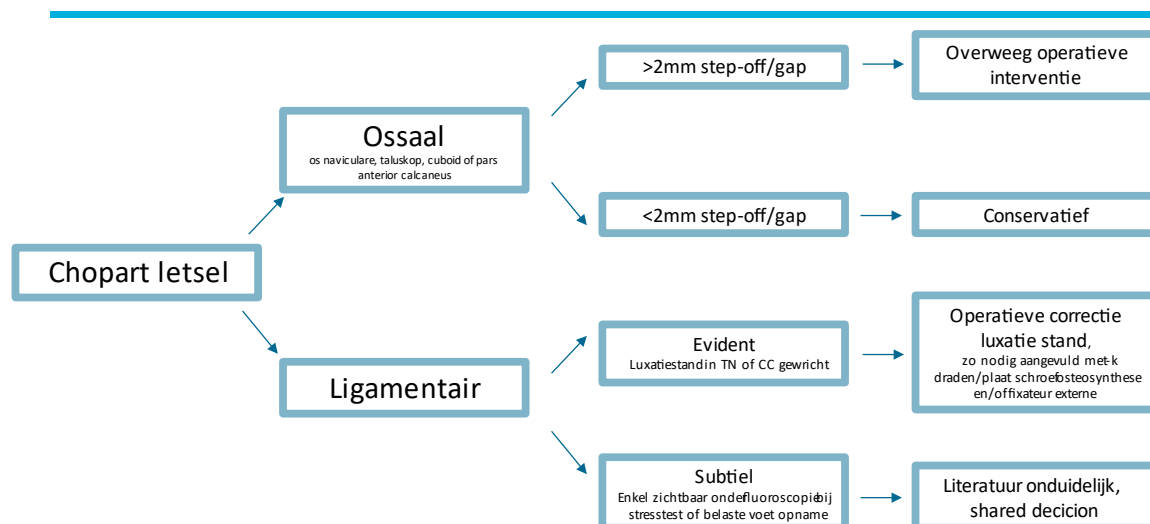 >2mm step-off/gap
Overweeg operatieve
interventie
Ossaal
os naviculare, taluskop, cuboid of pars
anterior calcaneus
<2mm step-off/gap
Conservatief
Chopart letsel
Ligamentair
Evident
Luxatiestandin TN of CC gewricht
Operatieve correctie
luxatie stand,
zo nodig aangevuld met-k
draden/plaat schroefosteosynthese
en/offixateur externe
Subtiel
Enkel zichtbaar onderfluoroscopiebij
stresstest of belaste voet opname
Literatuur onduidelijk,
shared decicion